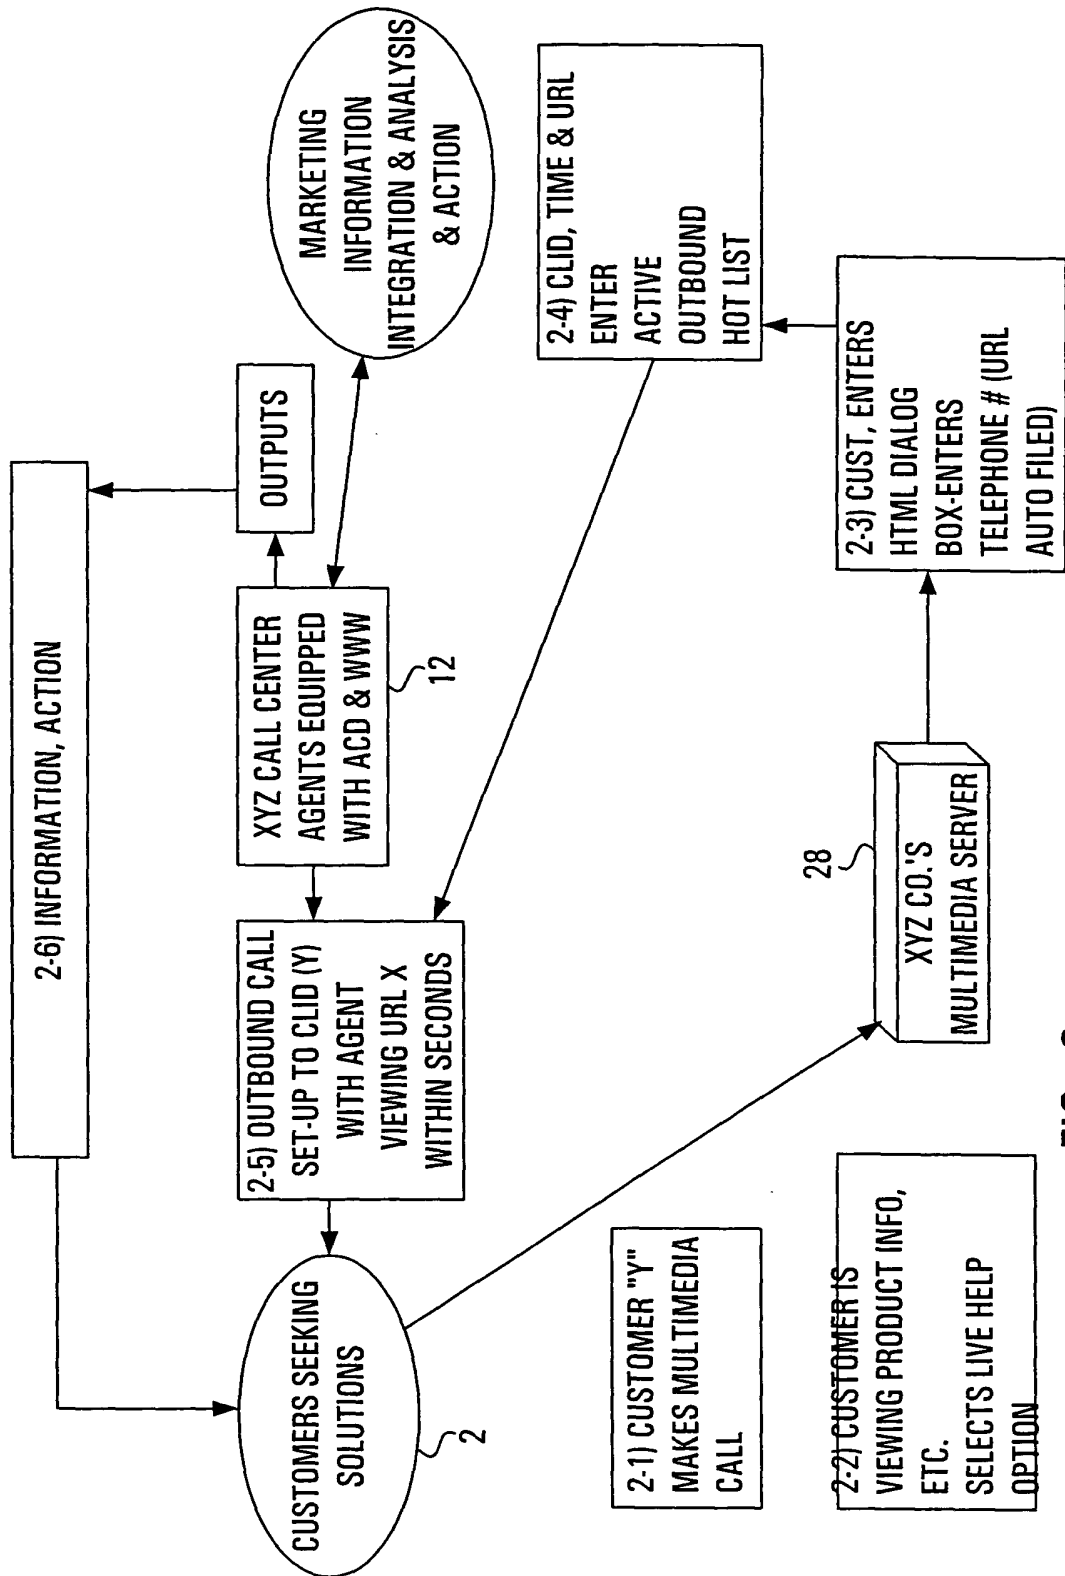 2-6) INFORMATION, ACTION
CUSTOMERS SEEKING
SOLUTIONS
2
2-5) OUTBOUND CALL
SET-UP TO CLID (Y)
WITH AGENT
VIEWING URL X
WITHIN SECONDS
XYZ CALL CENTER
AGENTS EQUIPPED
WITH ACD & WWW
12
OUTPUTS
MARKETING
INFORMATION
INTEGRATION & ANALYSIS
& ACTION
2-1) CUSTOMER "Y"
MAKES MULTIMEDIA
CALL
2-2) CUSTOMER IS
VIEWING PRODUCT INFO,
ETC.
SELECTS LIVE HELP
OPTION
28
XYZ CO.'S
MULTIMEDIA SERVER
2-3) CUST, ENTERS
HTML DIALOG
BOX-ENTERS
TELEPHONE # (URL
AUTO FILED)
2-4) CLID, TIME & URL
ENTER
ACTIVE
OUTBOUND
HOT LIST